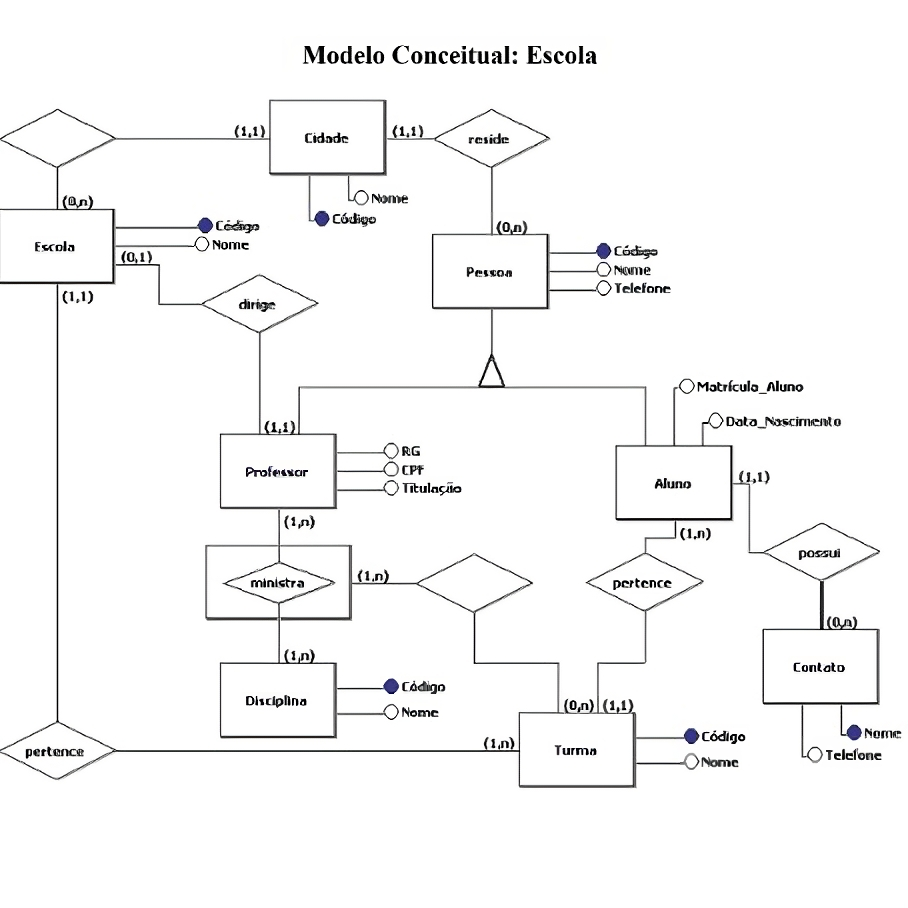 Modelo Conceitual: Escola
(1,1)
Cidade
(1,1)
reside
Nome
Código
(0,n)
Código
Nome
Escola
(0,1)
(1,1)
dirige
(0,n)
Pessoa
Código
Nome
Telefone
Matrícula_Aluno
Data_Nascimento
(1,1)
Professor
RG
CPF
Titulação
Aluno
(1,1)
(1,n)
(1,n)
possui
ministra
(1,n)
pertence
(0,n)
Contato
(1,n)
Disciplina
Código
Nome
(0,n)
(1,1)
Nome
Telefone
pertence
(1,n)
Turma
Código
Nome